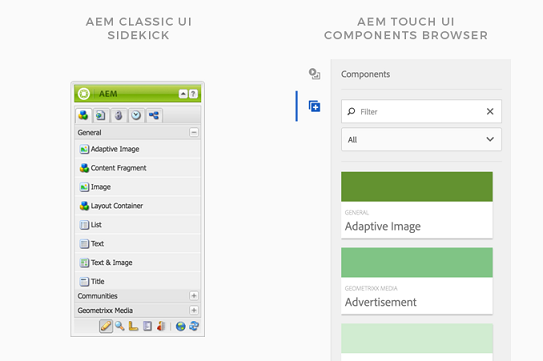 AEM CLASSIC UI
SIDEKICK
AEM
?
General
Adaptive Image
Content Fragment
Image
Layout Container
List
Text
Text & Image
Title
Communities
Geometrixx Media
AEM TOUCH UI
COMPONENTS BROWSER
Components
Filter
All
GENERAL
Adaptive Image
GEOMETRIXX MEDIA
Advertisement